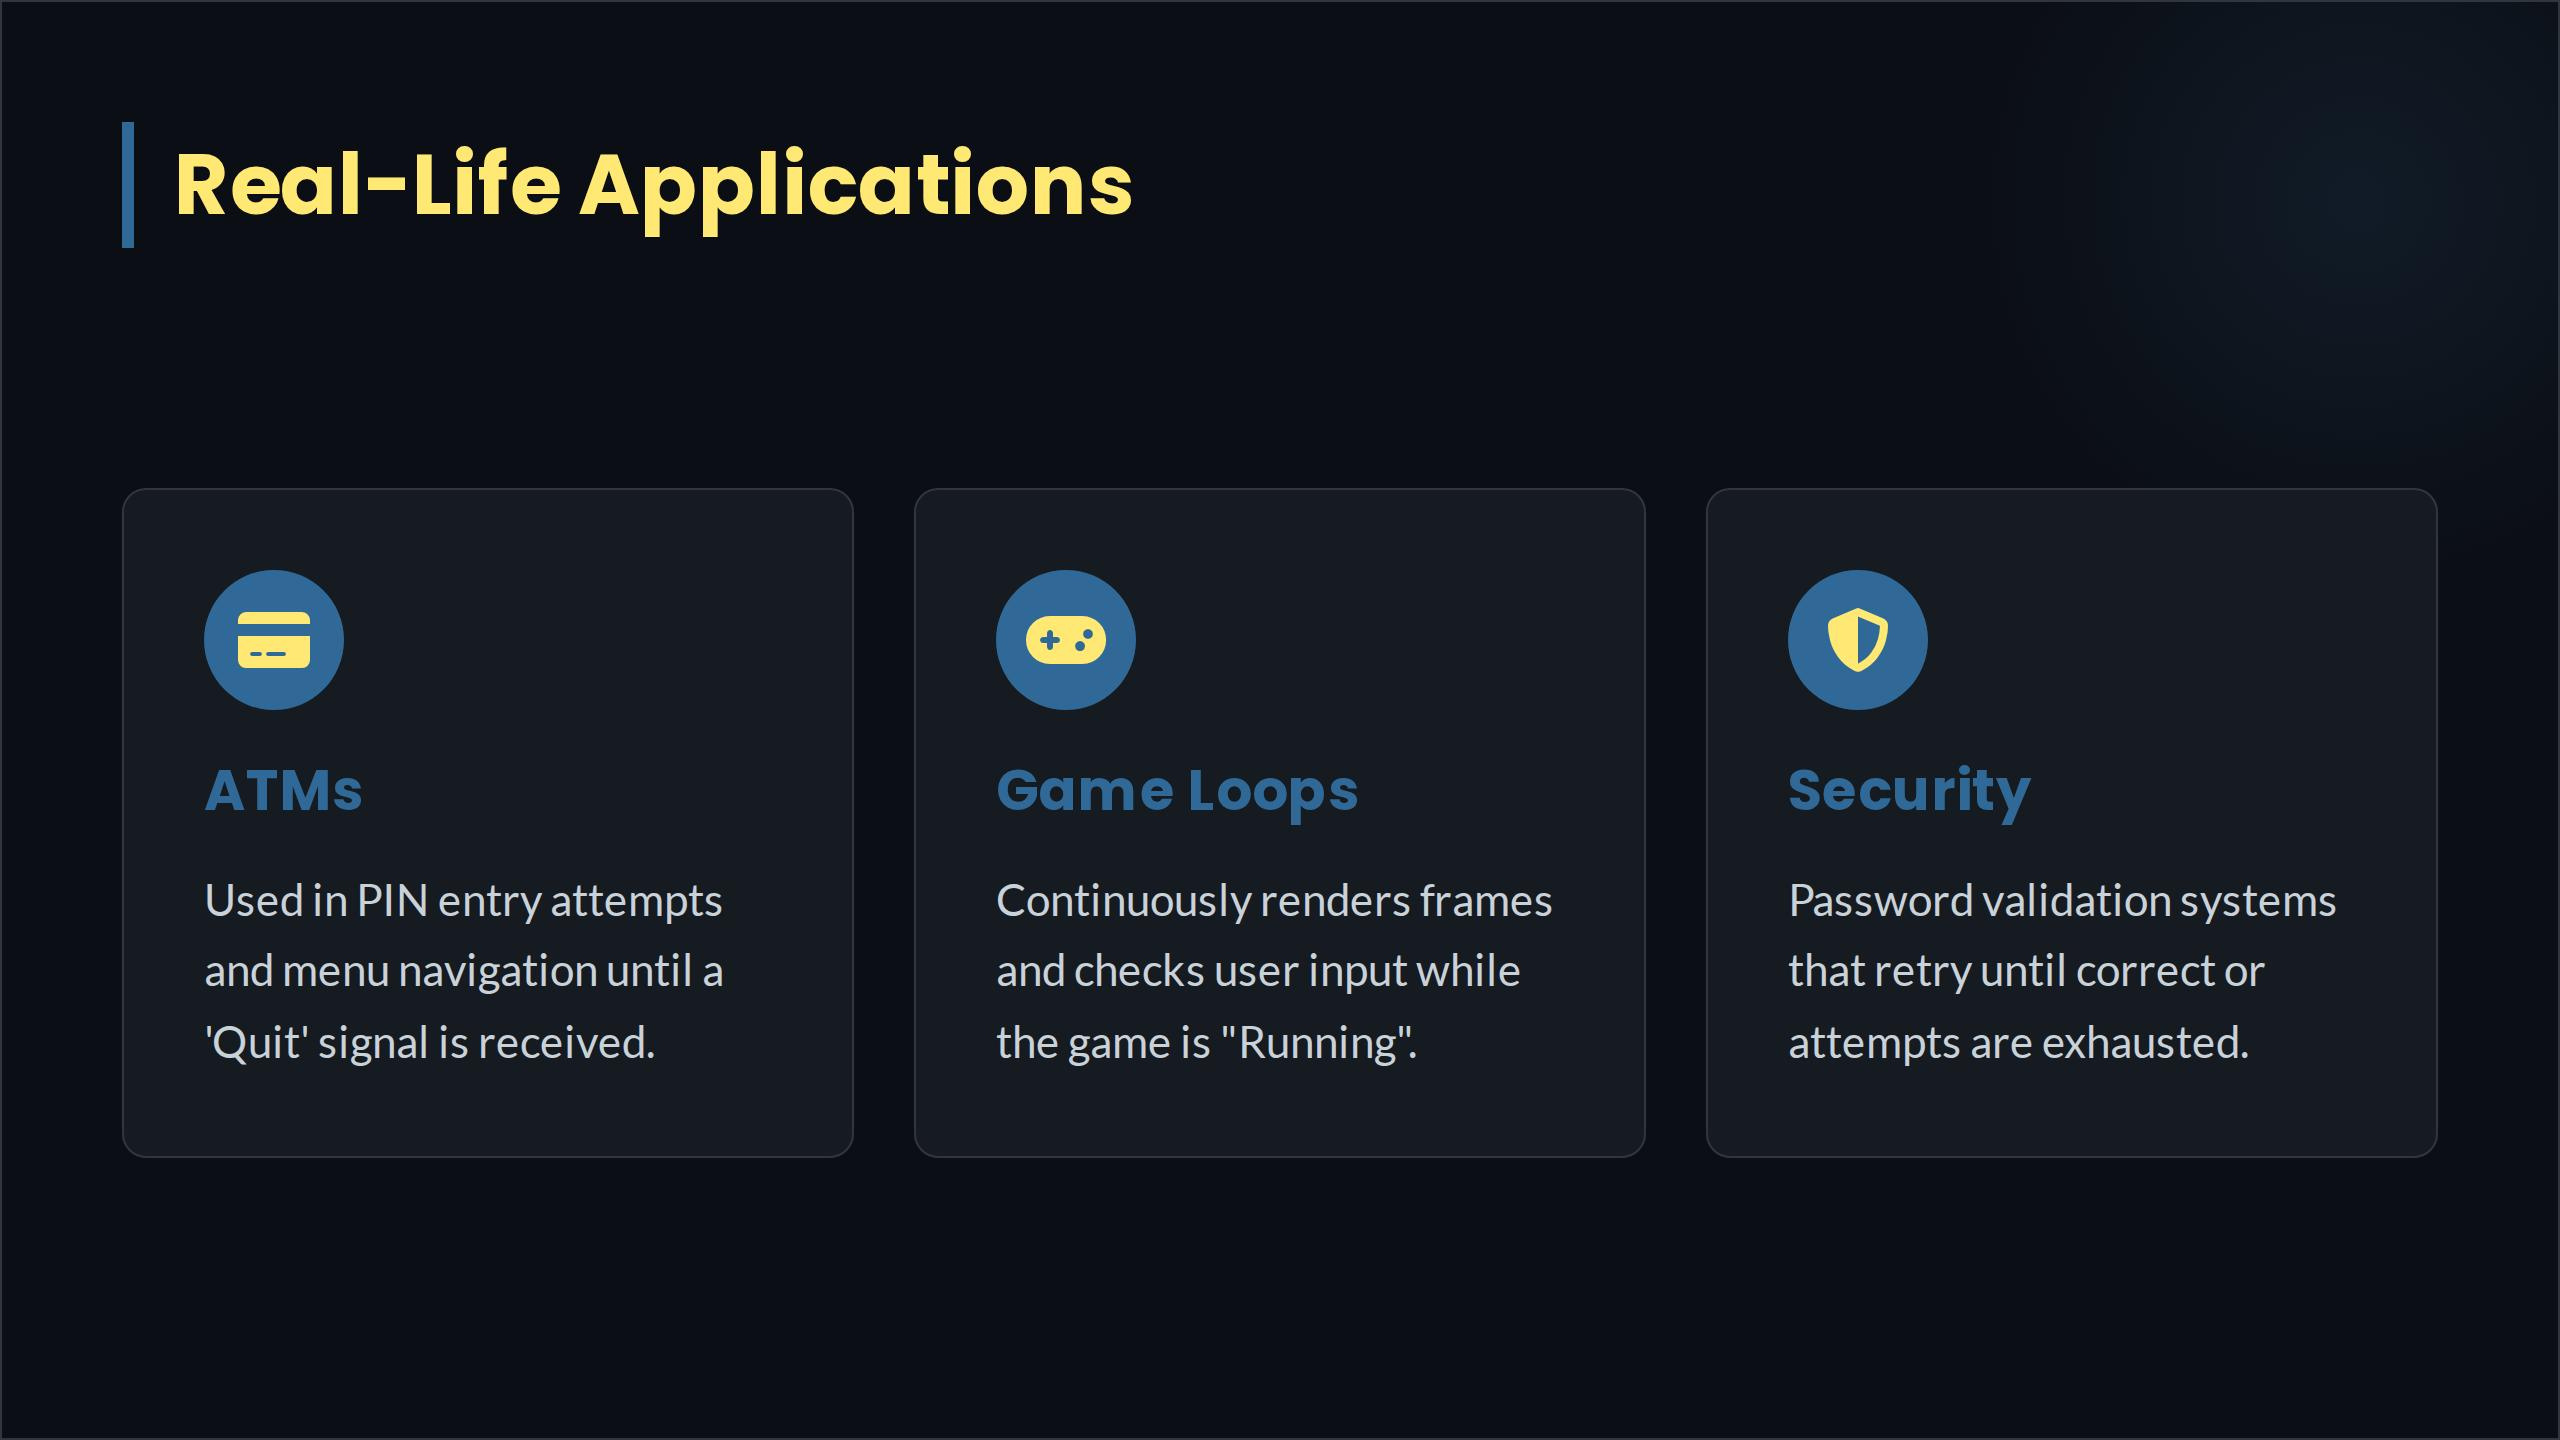 Real-Life Applications
ATMs
Used in PIN entry attempts
and menu navigation until a
'Quit' signal is received.
Game Loops
Continuously renders frames
and checks user input while
the game is "Running".
Security
Password validation systems
that retry until correct or
attempts are exhausted.